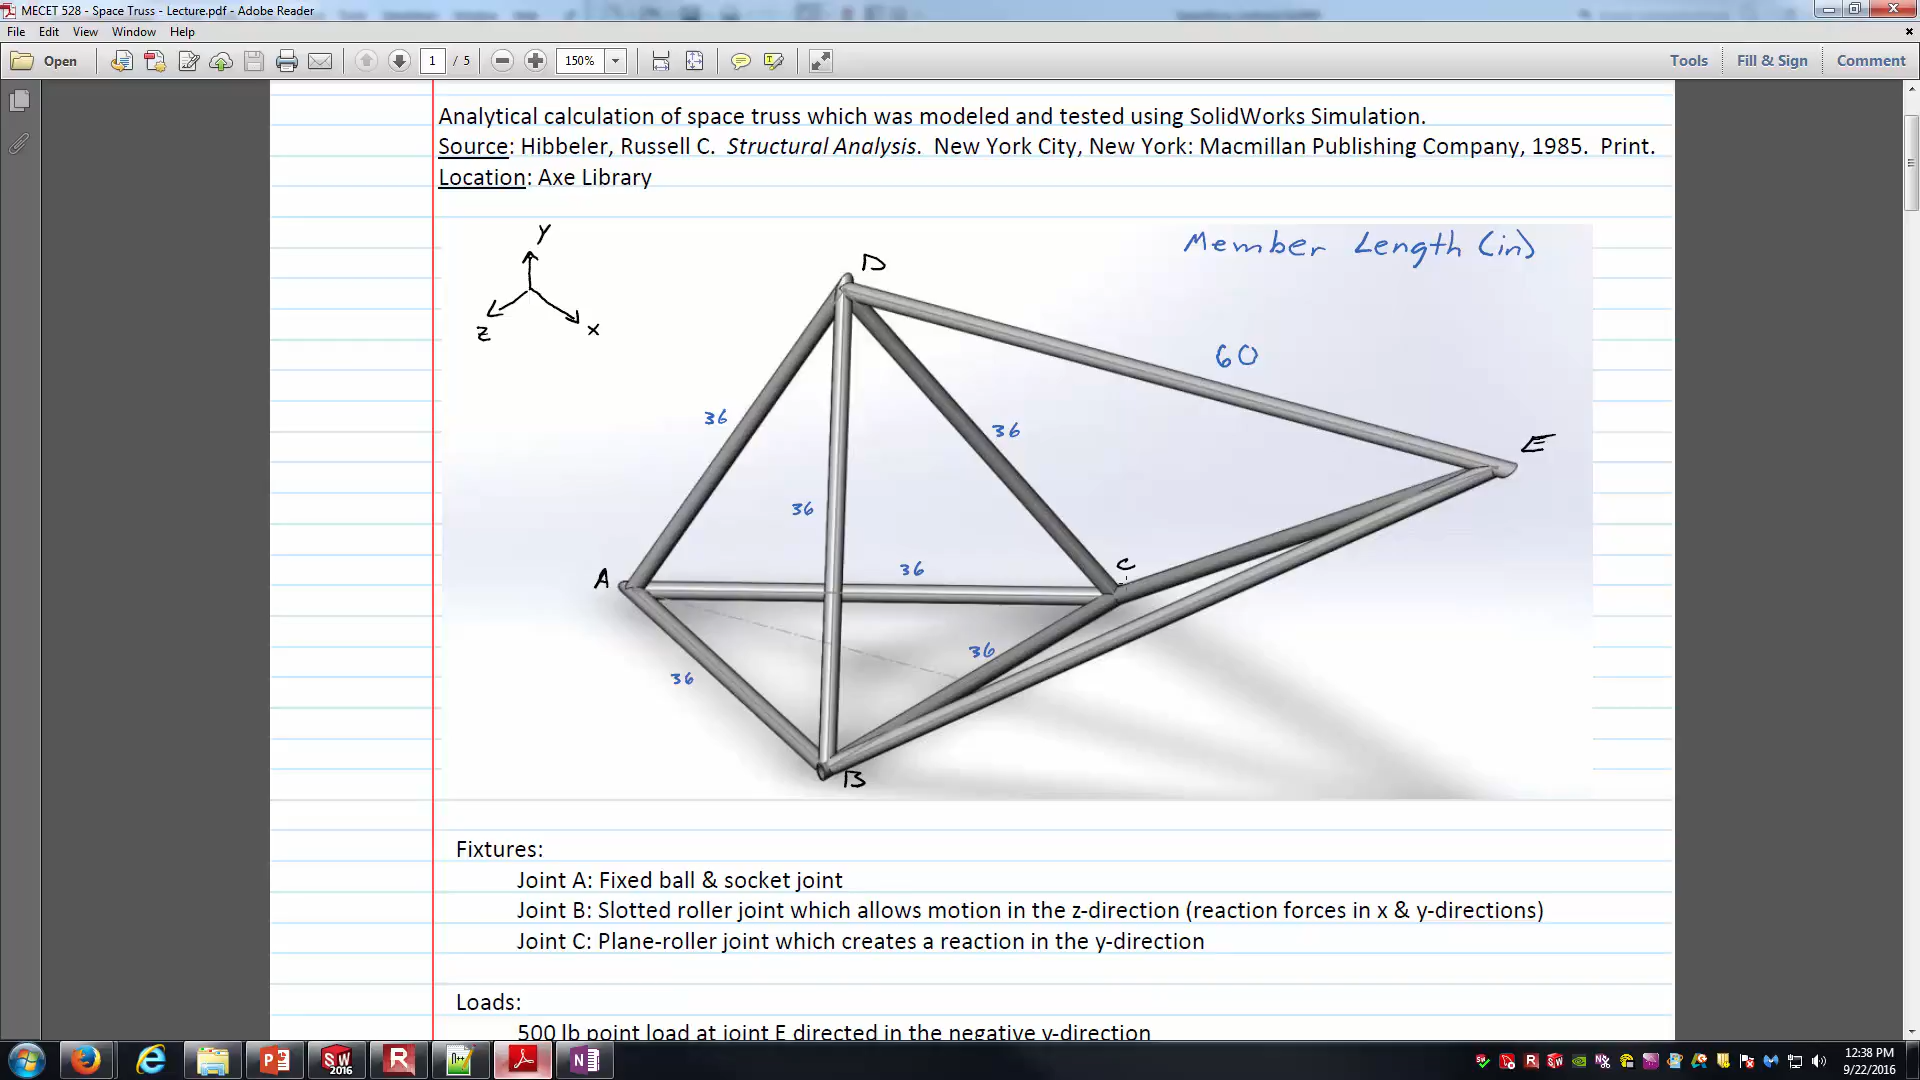 MECET 528 - Space Truss - Lecture.pdf - Adobe Reader
File Edit View Window Help
Open 1 / 5 150% Tools Fill & Sign Comment
Analytical calculation of space truss which was modeled and tested using SolidWorks Simulation.
Source: Hibbeler, Russell C. Structural Analysis. New York City, New York: Macmillan Publishing Company, 1985. Print.
Location: Axe Library
Member Length (in)
Y
Z
X
D
60
E
36
36
36
A
36
C
36
36
B
Fixtures:
Joint A: Fixed ball & socket joint
Joint B: Slotted roller joint which allows motion in the z-direction (reaction forces in x & y-directions)
Joint C: Plane-roller joint which creates a reaction in the y-direction
Loads:
500 lb point load at joint E directed in the negative y-direction
12:38 PM
9/22/2016